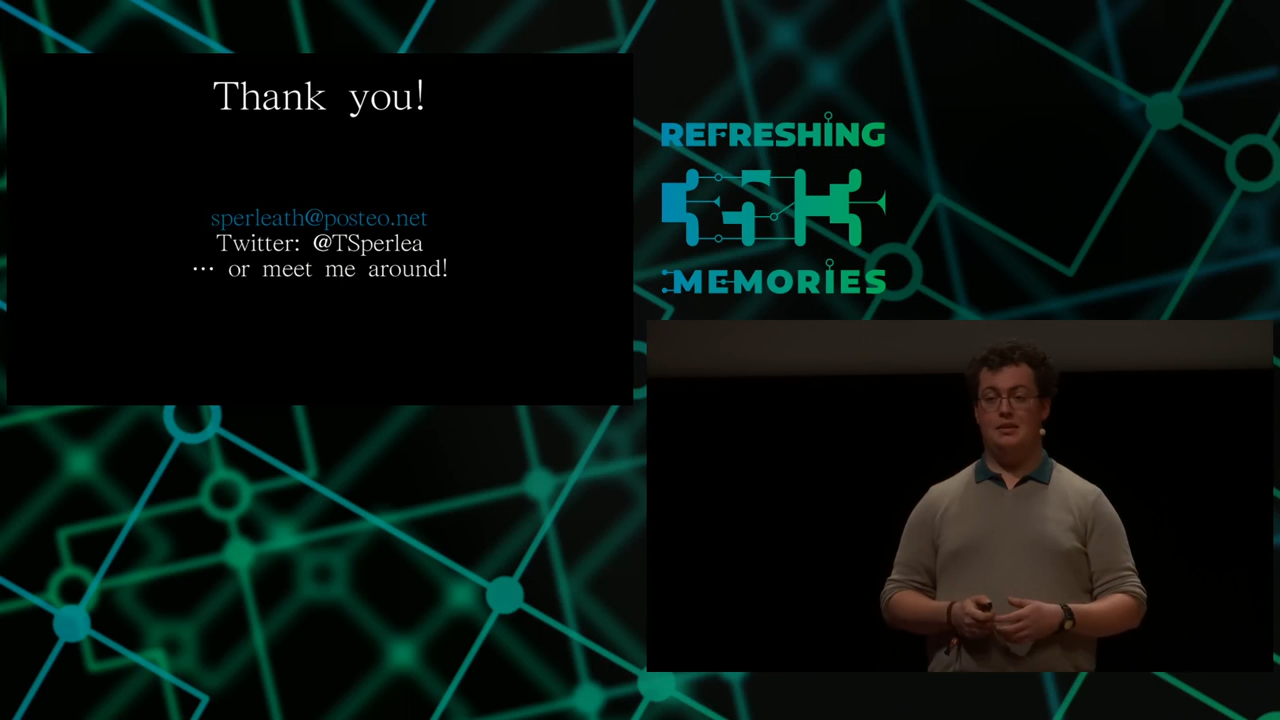 Thank you!
sperleath@posteo.net
Twitter: @TSperlea
… or meet me around!
REFRESHING
MEMORIES